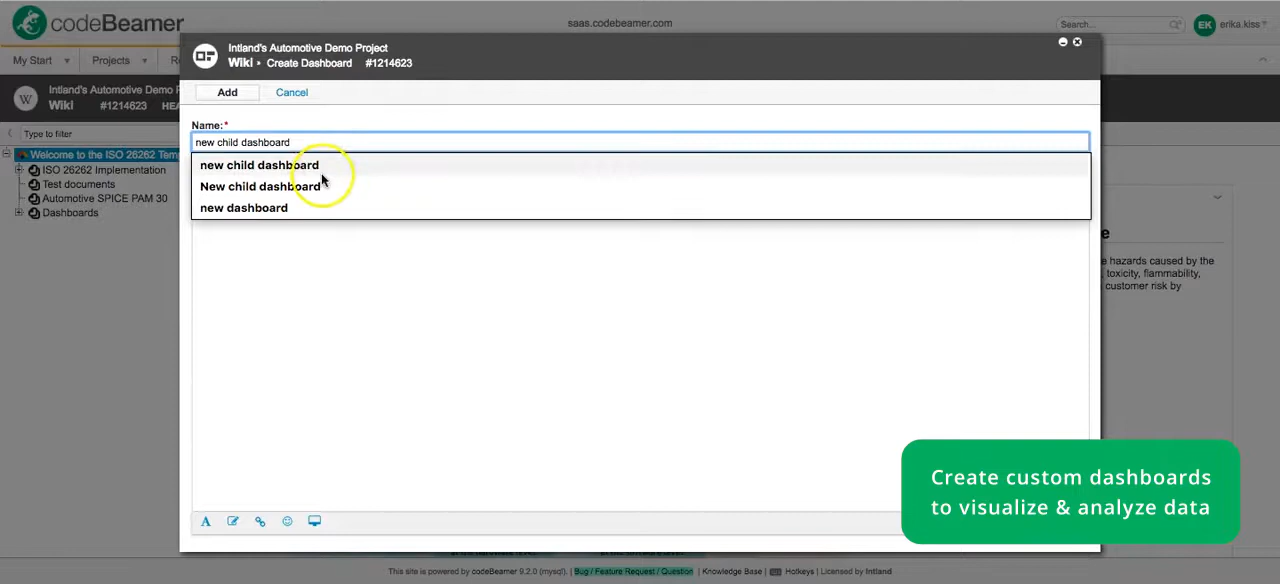 codeBeamer
saas.codebeamer.com
Search...
EK
erika kiss
My Start
Projects
Intland's Automotive Demo Project
Wiki • Create Dashboard #1214623
W
Intland's Automotive Demo
Wiki #1214623
Add
Cancel
Type to filter
Name:*
new child dashboard
Welcome to the ISO 26262
new child dashboard
ISO 26262 Implementation
Test documents
New child dashboard
Automotive SPICE PAM 30
new dashboard
Dashboards
hazards caused by the
, toxicity, flammability,
customer risk by
Create custom dashboards
to visualize & analyze data
This site is powered by codeBeamer 9.2.0 (mysql). | Bug / Feature Request / Question | Knowledge Base | Hotkeys | Licensed by Intland